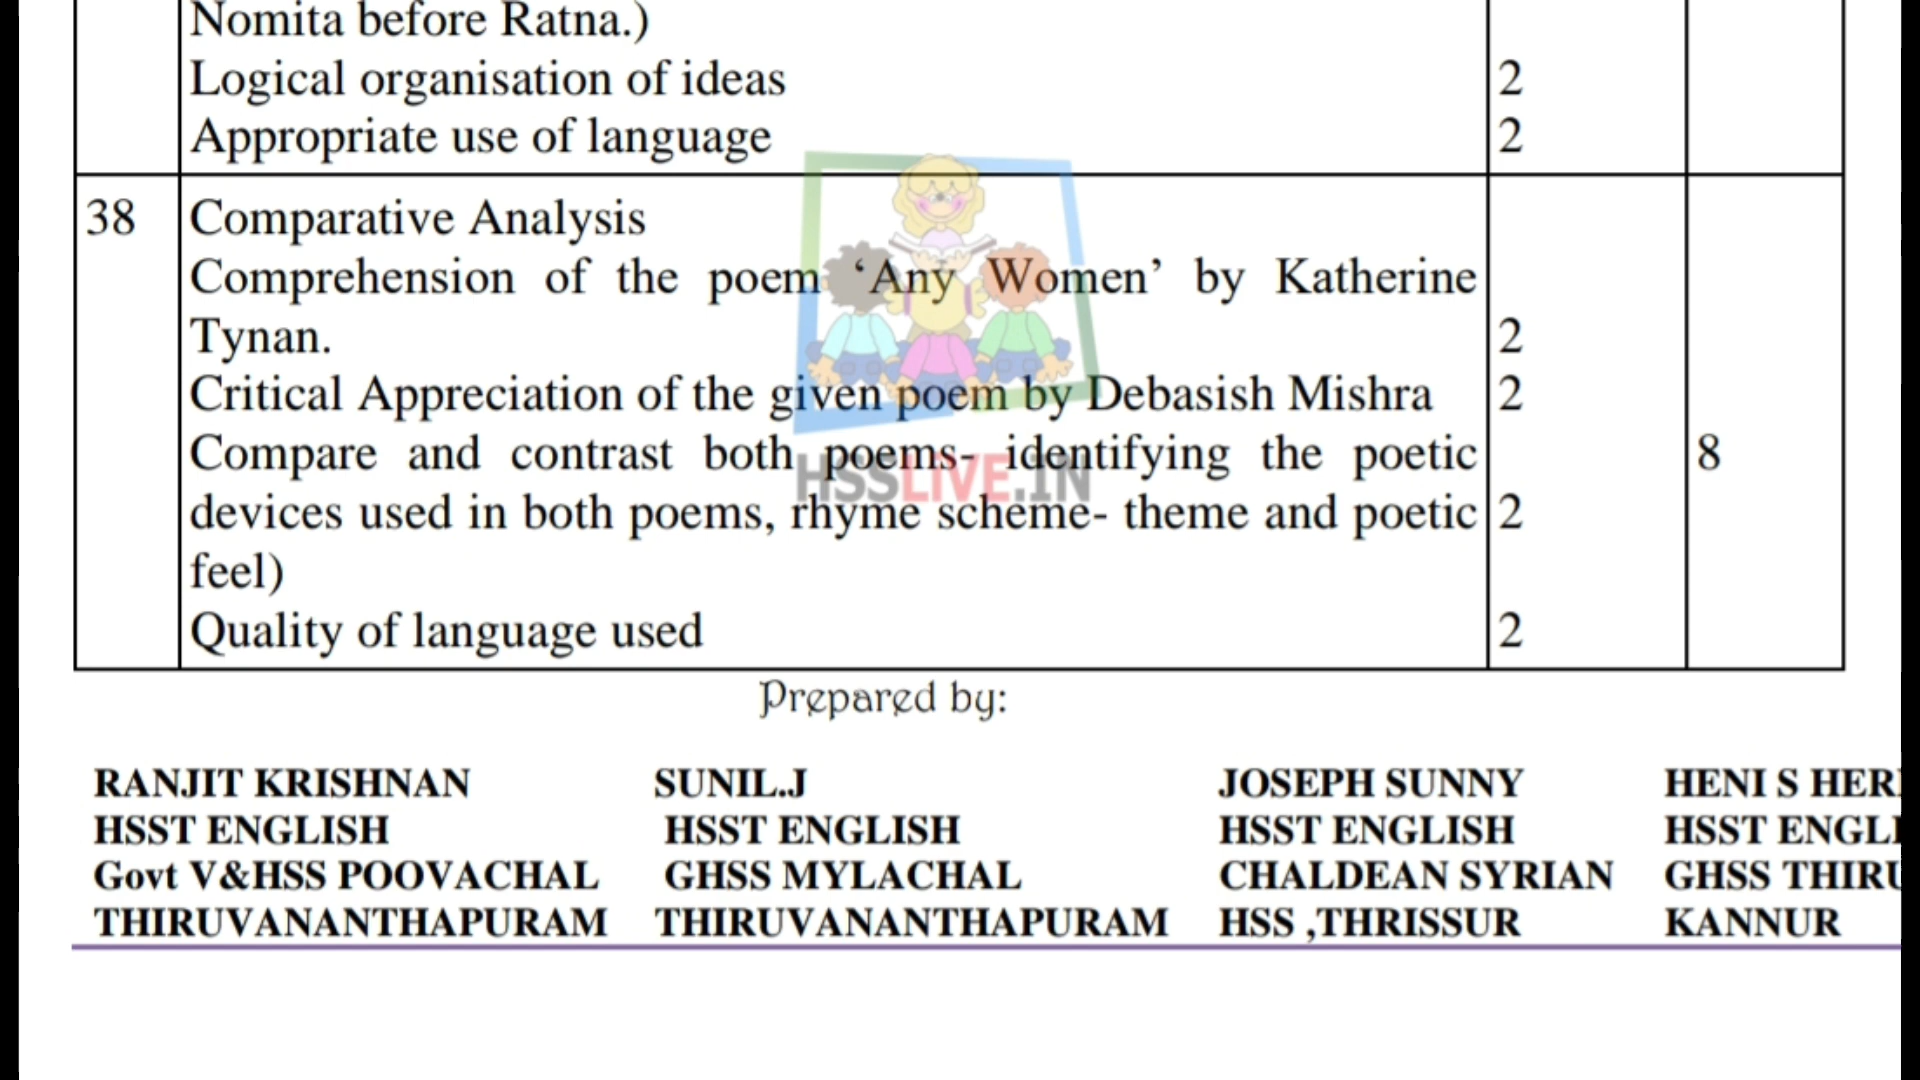 Nomita before Ratna.)
Logical organisation of ideas 2
Appropriate use of language 2
38 Comparative Analysis
Comprehension of the poem ‘Any Women’ by Katherine
Tynan. 2
Critical Appreciation of the given poem by Debasish Mishra 2
Compare and contrast both poems- identifying the poetic 8
devices used in both poems, rhyme scheme- theme and poetic 2
feel)
Quality of language used 2
HSSLIVE.IN
Prepared by:
RANJIT KRISHNAN SUNIL.J JOSEPH SUNNY HENI S
HSST ENGLISH HSST ENGLISH HSST ENGLISH HSST
Govt V&HSS POOVACHAL GHSS MYLACHAL CHALDEAN SYRIAN GHSS
THIRUVANANTHAPURAM THIRUVANANTHAPURAM HSS ,THRISSUR KANNUR